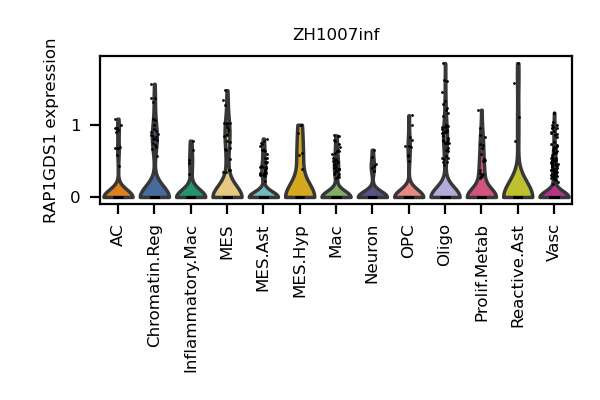 ZH1007inf
RAP1GDS1 expression
1
0
AC
Chromatin.Reg
Inflammatory.Mac
MES
MES.Ast
MES.Hyp
Mac
Neuron
OPC
Oligo
Prolif.Metab
Reactive.Ast
Vasc